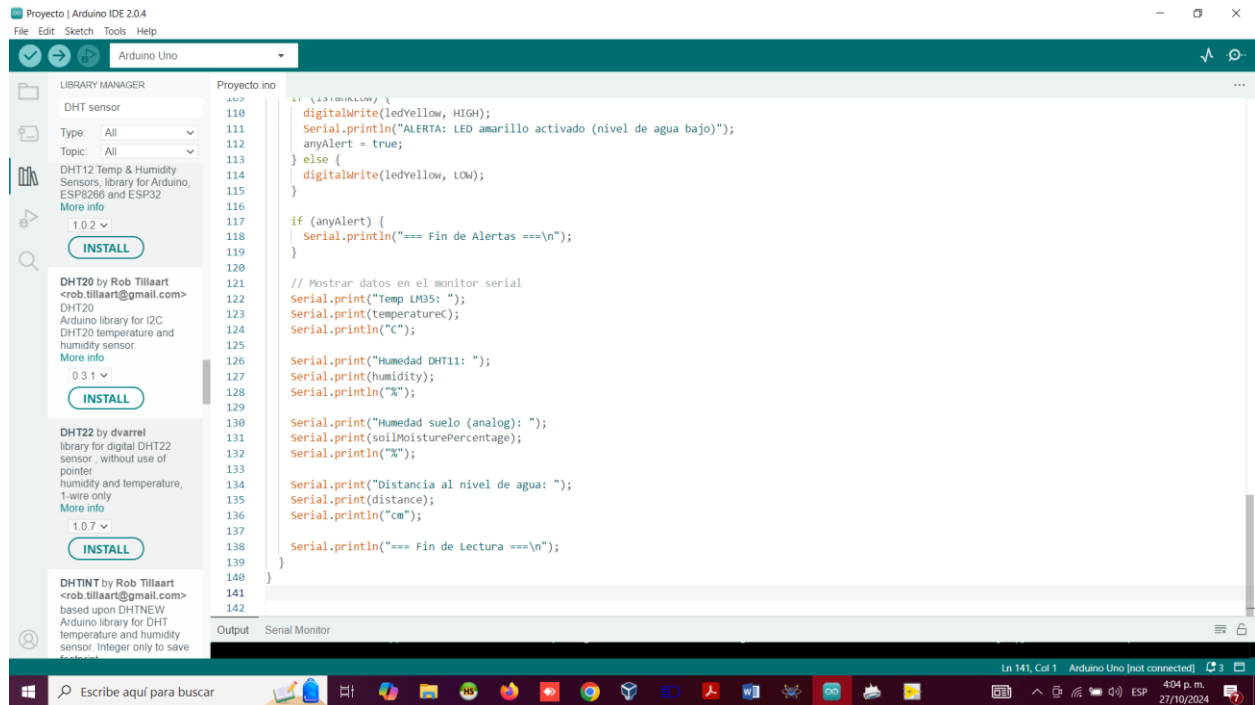 Proyecto | Arduino IDE 2.0.4
File Edit Sketch Tools Help
Arduino Uno
LIBRARY MANAGER
DHT sensor
Type: All
Topic: All
DHT12 Temp & Humidity
Sensors, library for Arduino,
ESP8266 and ESP32
More info
1.0.2
INSTALL
DHT20 by Rob Tillaart
<rob.tillaart@gmail.com>
DHT20
Arduino library for I2C
DHT20 temperature and
humidity sensor.
More info
0.3.1
INSTALL
DHT22 by dvarrel
library for digital DHT22
sensor , without use of
pointer
humidity and temperature,
1-wire only
More info
1.0.7
INSTALL
DHTINT by Rob Tillaart
<rob.tillaart@gmail.com>
based upon DHTNEW
Arduino library for DHT
temperature and humidity
sensor. Integer only to save
footprint
Proyecto.ino
109 if (isTankLow) {
110 digitalWrite(ledYellow, HIGH);
111 Serial.println("ALERTA: LED amarillo activado (nivel de agua bajo)");
112 anyAlert = true;
113 } else {
114 digitalWrite(ledYellow, LOW);
115 }
116
117 if (anyAlert) {
118 Serial.println("=== Fin de Alertas ===\n");
119 }
120
121 // Mostrar datos en el monitor serial
122 Serial.print("Temp LM35: ");
123 Serial.print(temperatureC);
124 Serial.println("C");
125
126 Serial.print("Humedad DHT11: ");
127 Serial.print(humidity);
128 Serial.println("%");
129
130 Serial.print("Humedad suelo (analog): ");
131 Serial.print(soilMoisturePercentage);
132 Serial.println("%");
133
134 Serial.print("Distancia al nivel de agua: ");
135 Serial.print(distance);
136 Serial.println("cm");
137
138 Serial.println("=== Fin de Lectura ===\n");
139 }
140 }
141
142
Output Serial Monitor
Ln 141, Col 1 Arduino Uno [not connected] 3
Escribe aquí para buscar
HS
ESP
4:04 p. m.
27/10/2024
7